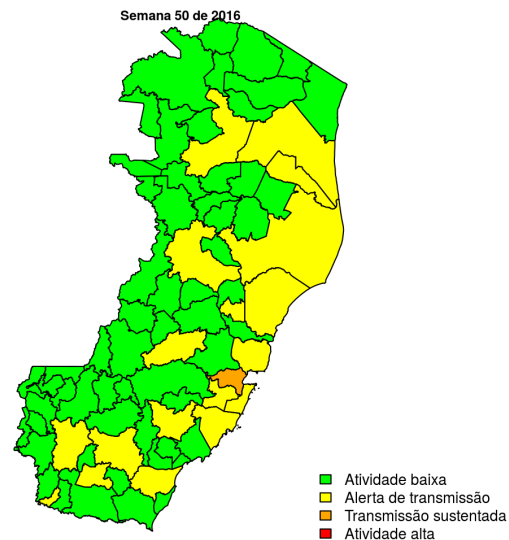 Semana 50 de 2016
Atividade baixa
Alerta de transmissão
Transmissão sustentada
Atividade alta